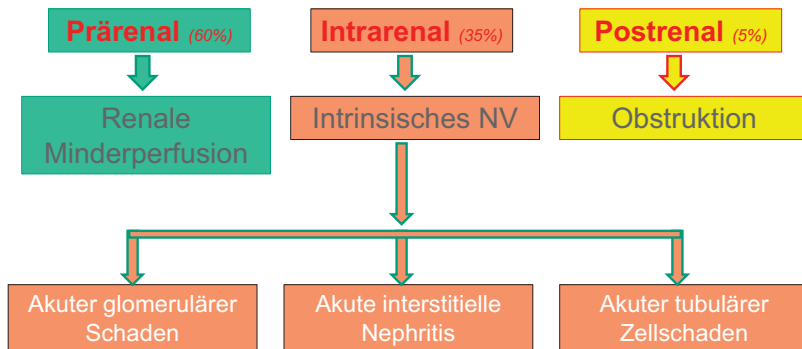 Prärenal (60%)
Intrarenal (35%)
Postrenal (5%)
Renale
Minderperfusion
Intrinsisches NV
Obstruktion
Akuter glomerulärer
Schaden
Akute interstitielle
Nephritis
Akuter tubulärer
Zellschaden